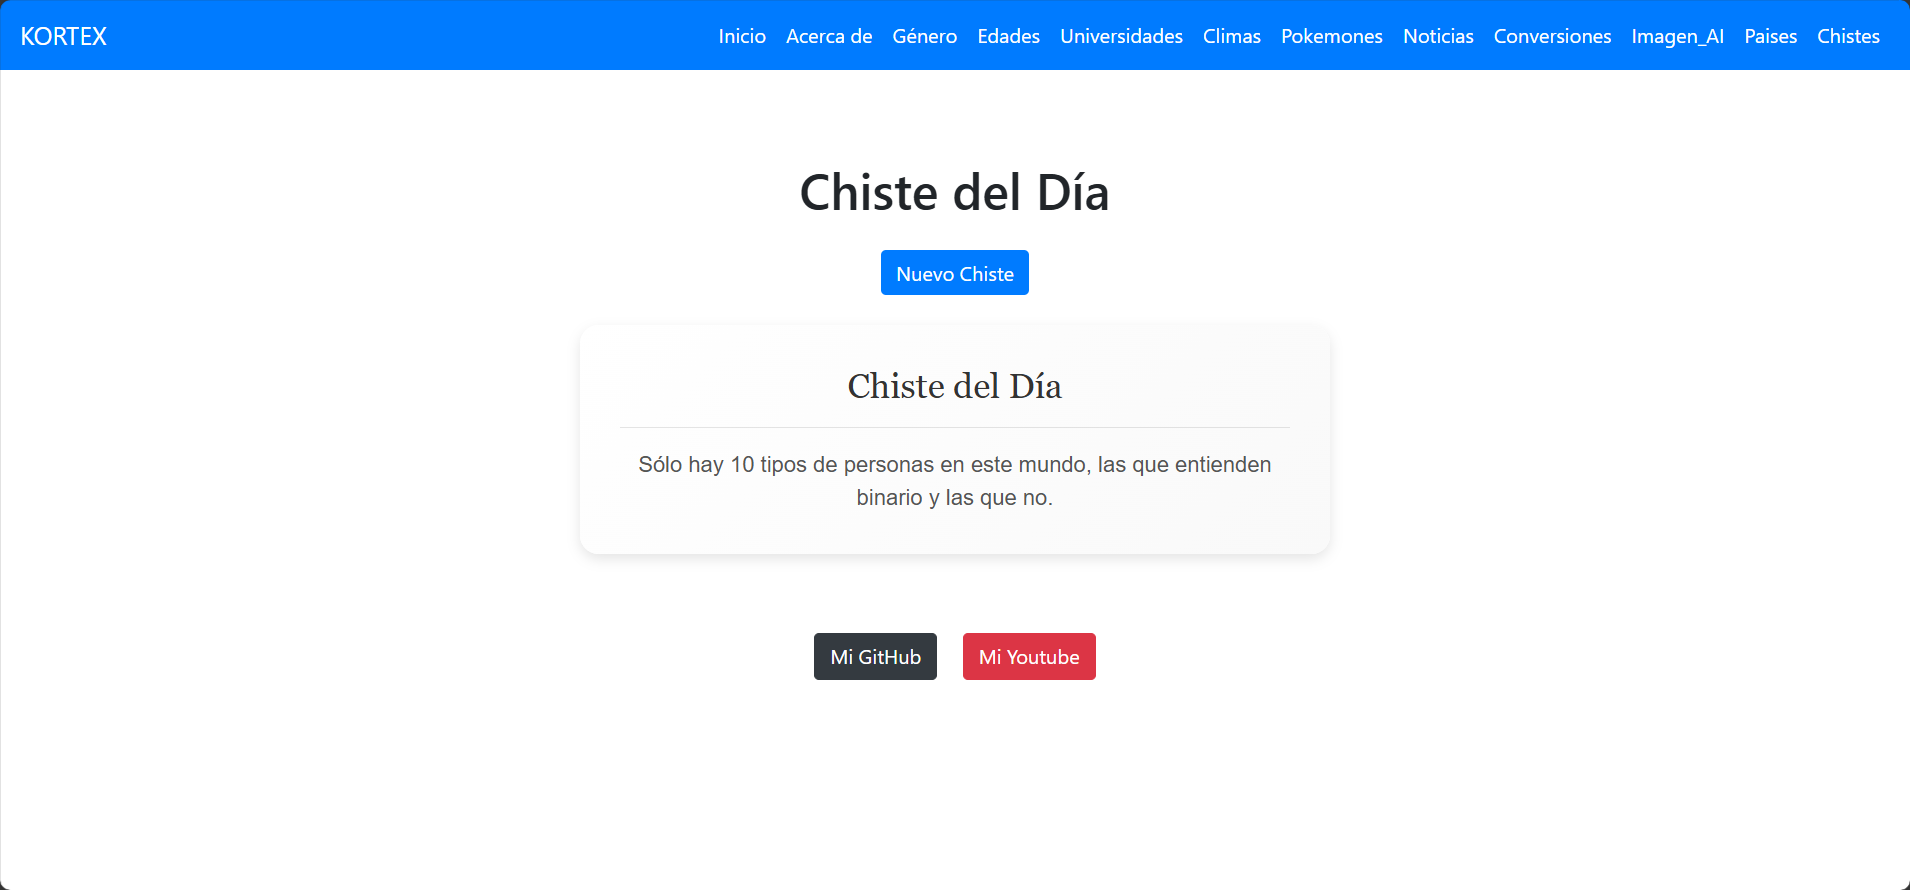 KORTEX
Inicio Acerca de Género Edades Universidades Climas Pokemones Noticias Conversiones Imagen_AI Paises Chistes
Chiste del Día
Nuevo Chiste
Chiste del Día
Sólo hay 10 tipos de personas en este mundo, las que entienden
binario y las que no.
Mi GitHub Mi Youtube